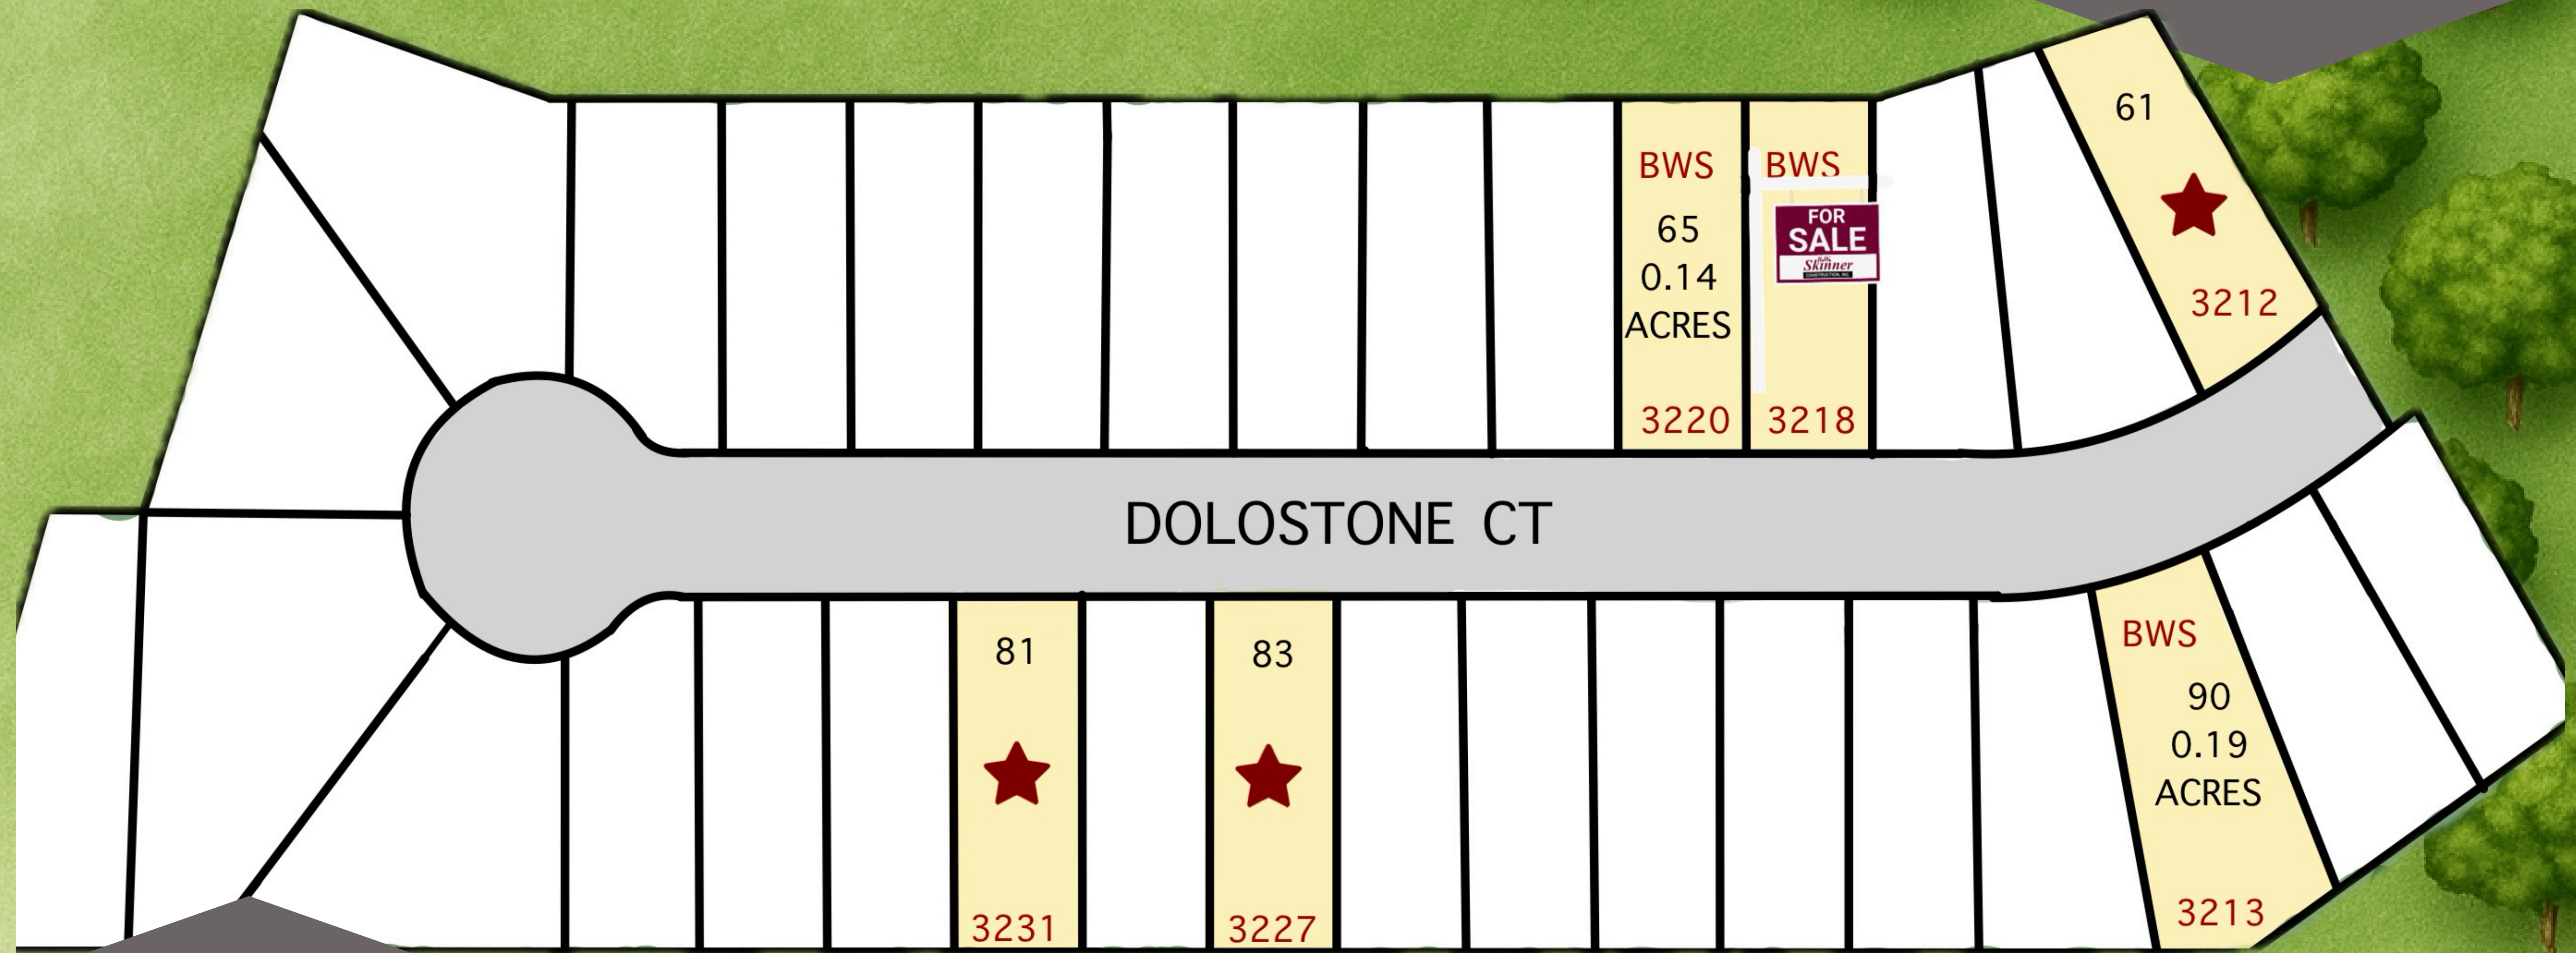 61
3212
BWS
65
0.14
ACRES
3220
BWS
FOR
SALE
Skinner
3218
DOLOSTONE CT
81
3231
83
3227
BWS
90
0.19
ACRES
3213